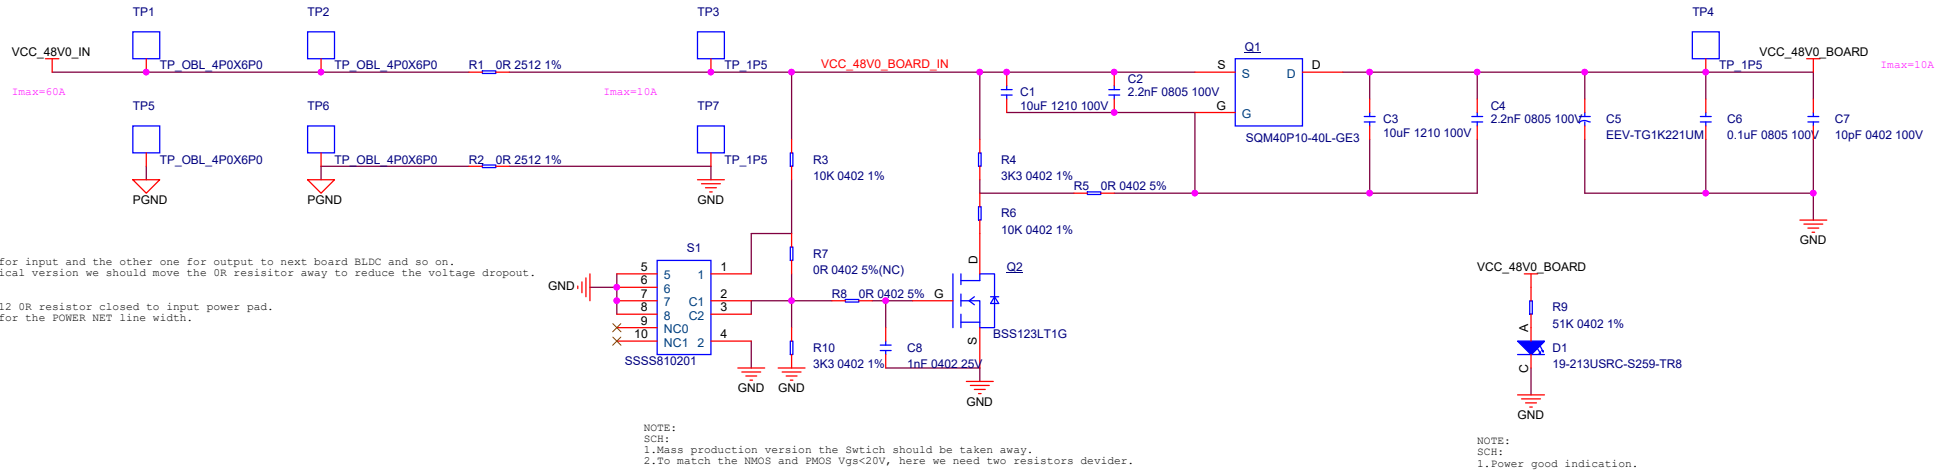 TP1
TP2
TP3
TP4
VCC_48V0_IN
TP_OBL_4P0X6P0
TP_OBL_4P0X6P0
R1 0R 2512 1%
TP_1P5
VCC_48V0_BOARD_IN
Q1
S D
G
G
S D
SQM40P10-40L-GE3
TP_1P5
VCC_48V0_BOARD
Imax=10A
Imax=60A
Imax=10A
C1
10uF 1210 100V
C2
2.2nF 0805 100V
C3
10uF 1210 100V
C4
2.2nF 0805 100V
C5
EEV-TG1K221UM
C6
0.1uF 0805 100V
C7
10pF 0402 100V
TP5
TP6
TP7
TP_OBL_4P0X6P0
TP_OBL_4P0X6P0
R2 0R 2512 1%
TP_1P5
PGND
PGND
GND
R3
10K 0402 1%
R4
3K3 0402 1%
R5 0R 0402 5%
R6
10K 0402 1%
GND
for input and the other one for output to next board BLDC and so on.
ical version we should move the 0R resisitor away to reduce the voltage dropout.
12 0R resistor closed to input power pad.
for the POWER NET line width.
S1
GND
5 5 1 1
6 6
7 7 C1 2
8 8 C2 3
9 NC0
10 NC1 2 4
SSSS810201
GND
R7
0R 0402 5%(NC)
R8 0R 0402 5%
R10
3K3 0402 1%
GND
C8
1nF 0402 25V
D
Q2
G
BSS123LT1G
S
GND
VCC_48V0_BOARD
R9
51K 0402 1%
A
D1
19-213USRC-S259-TR8
C
GND
NOTE:
SCH:
1.Mass production version the Swtich should be taken away.
2.To match the NMOS and PMOS Vgs<20V, here we need two resistors devider.
NOTE:
SCH:
1.Power good indication.